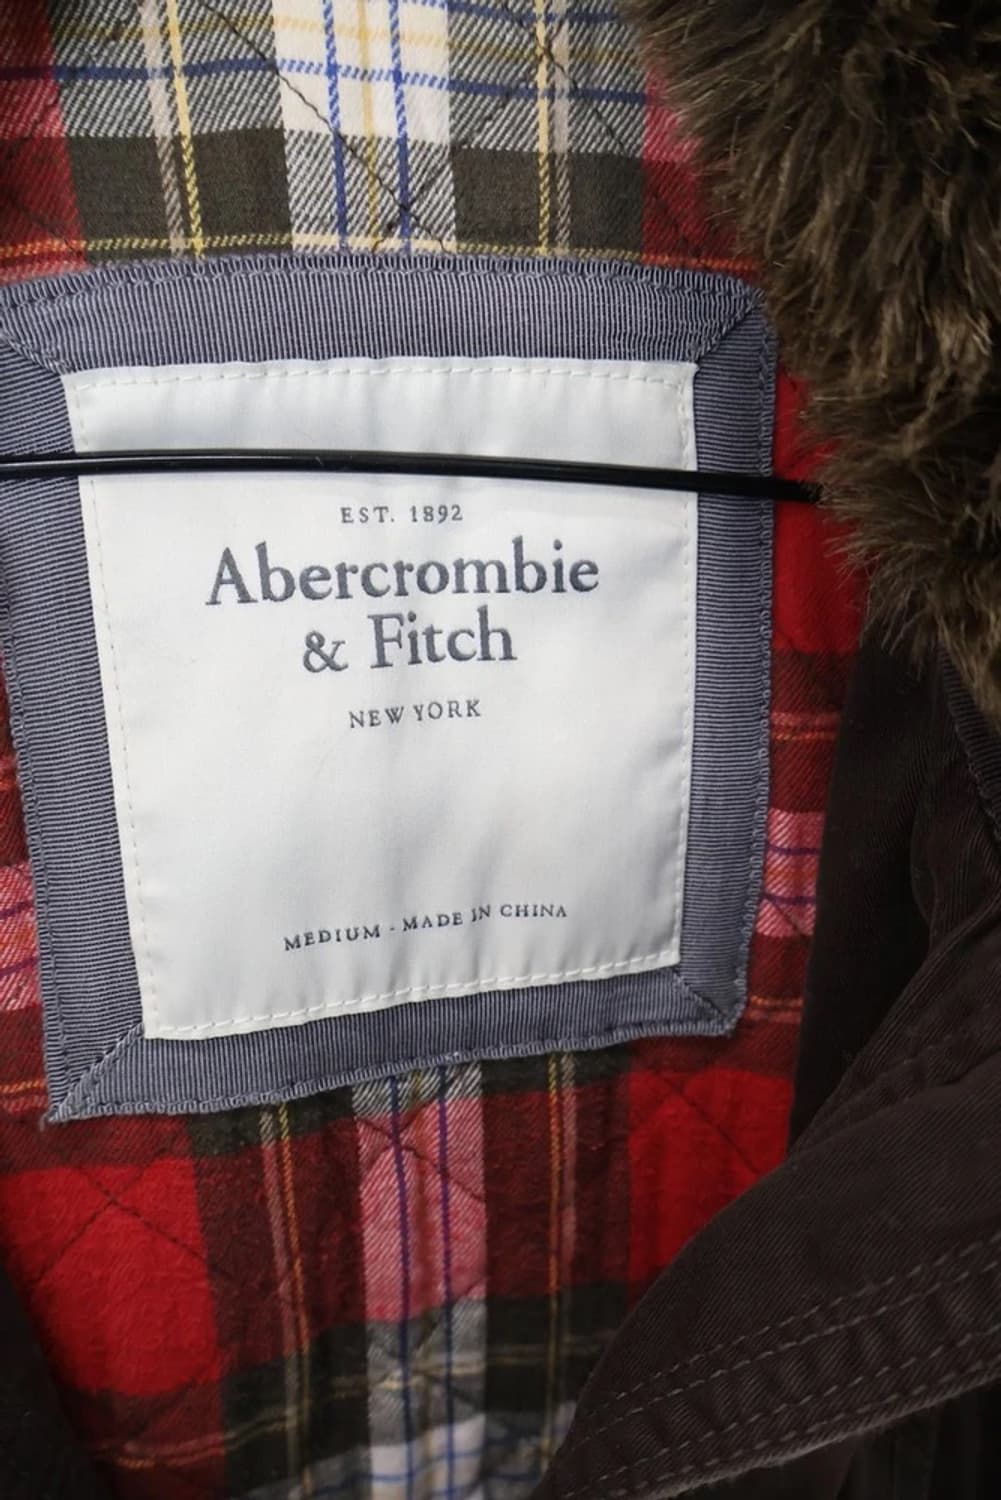 EST. 1892
Abercrombie
& Fitch
NEW YORK
MEDIUM - MADE IN CHINA